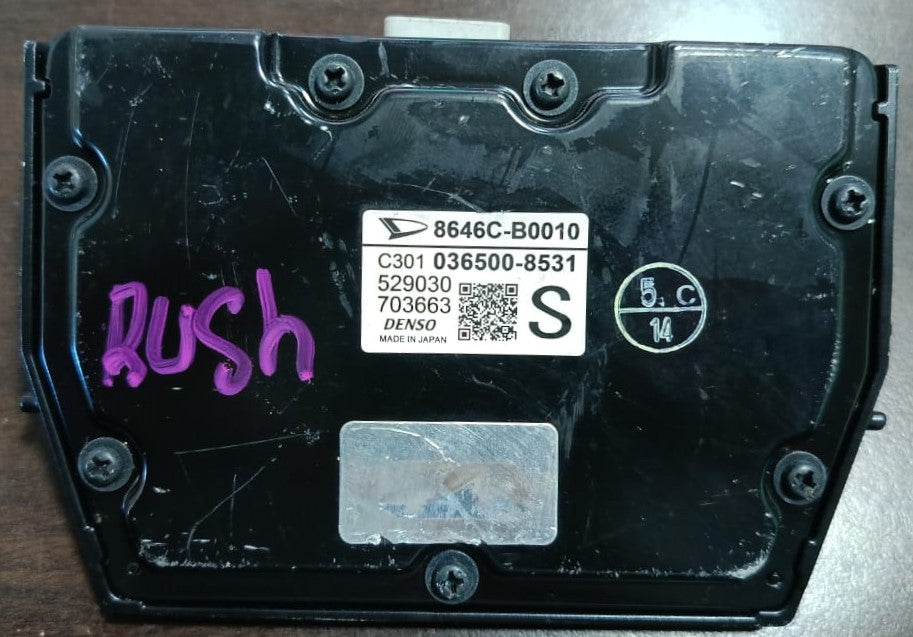 8646C-B0010
C301 036500-8531
529030
703663
DENSO
MADE IN JAPAN
S
Rush
5. C
14